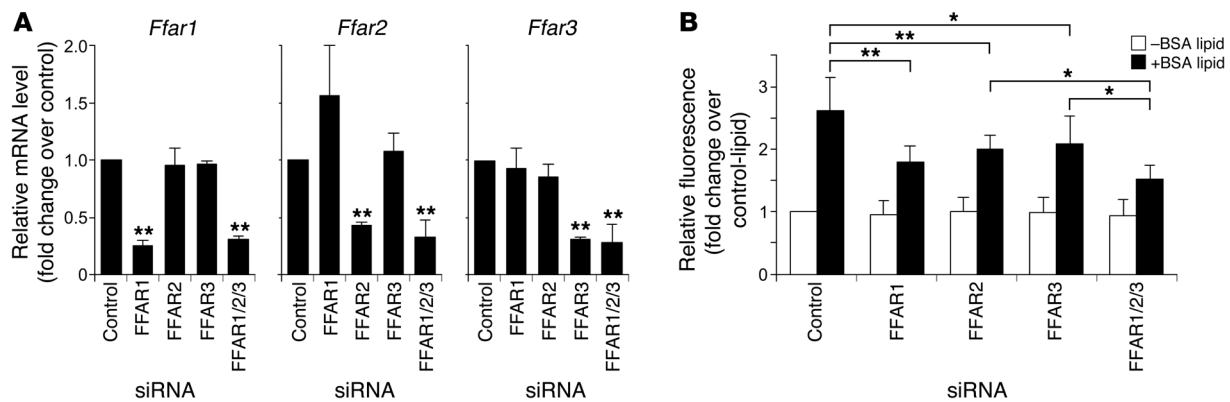 A
Ffar1
Ffar2
Ffar3
Relative mRNA level
(fold change over control)
2.0
1.5
1.0
0.5
0
**
**
**
**
**
**
Control
FFAR1
FFAR2
FFAR3
FFAR1/2/3
Control
FFAR1
FFAR2
FFAR3
FFAR1/2/3
Control
FFAR1
FFAR2
FFAR3
FFAR1/2/3
siRNA
siRNA
siRNA
B
–BSA lipid
+BSA lipid
*
**
**
*
*
Relative fluorescence
(fold change over
control-lipid)
3
2
1
0
Control
FFAR1
FFAR2
FFAR3
FFAR1/2/3
siRNA